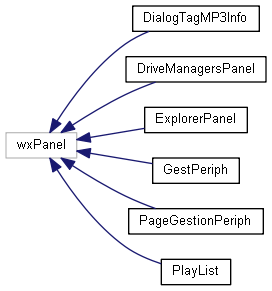 DialogTagMP3Info
DriveManagersPanel
ExplorerPanel
wxPanel
GestPeriph
PageGestionPeriph
PlayList